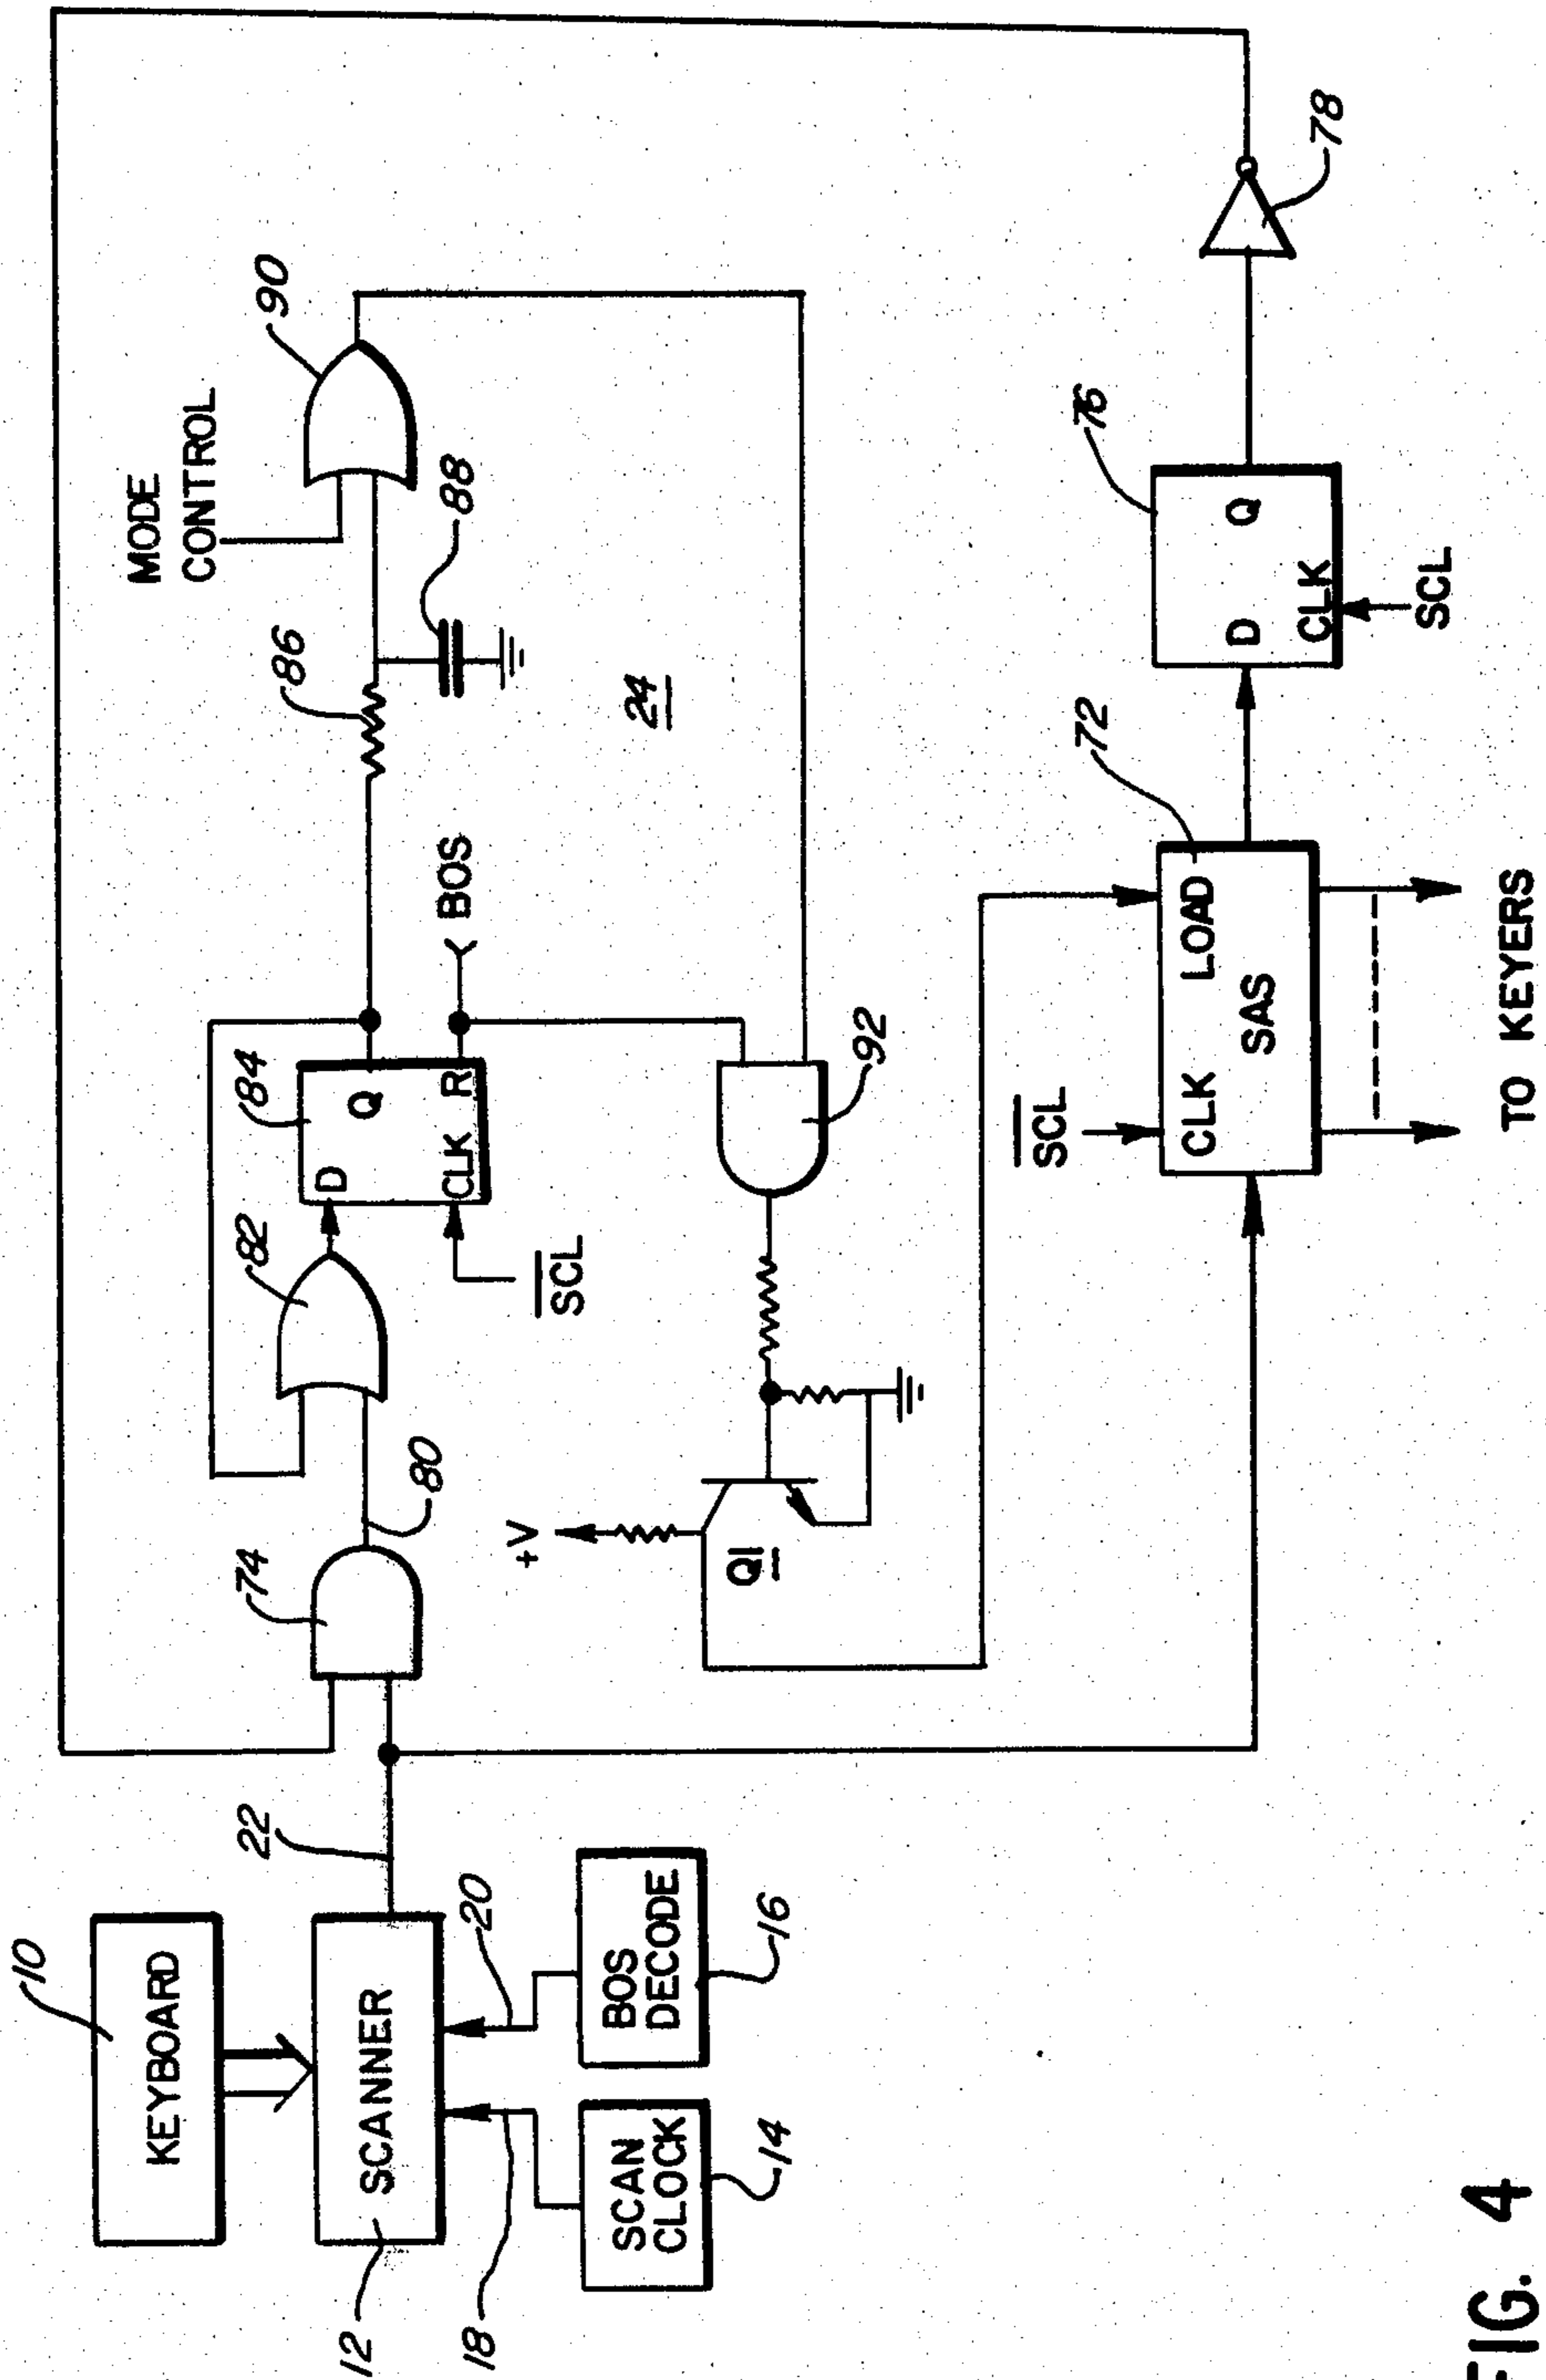 10
KEYBOARD
12
SCANNER
22
18
20
SCAN
CLOCK
14
BOS
DECODE
16
74
80
82
84
D
Q
CLK
R
SCL
BOS
86
88
MODE
CONTROL
90
24
92
+V
Q1
SCL
CLK
LOAD
SAS
72
TO KEYERS
76
D
Q
CLK
SCL
78
FIG. 4